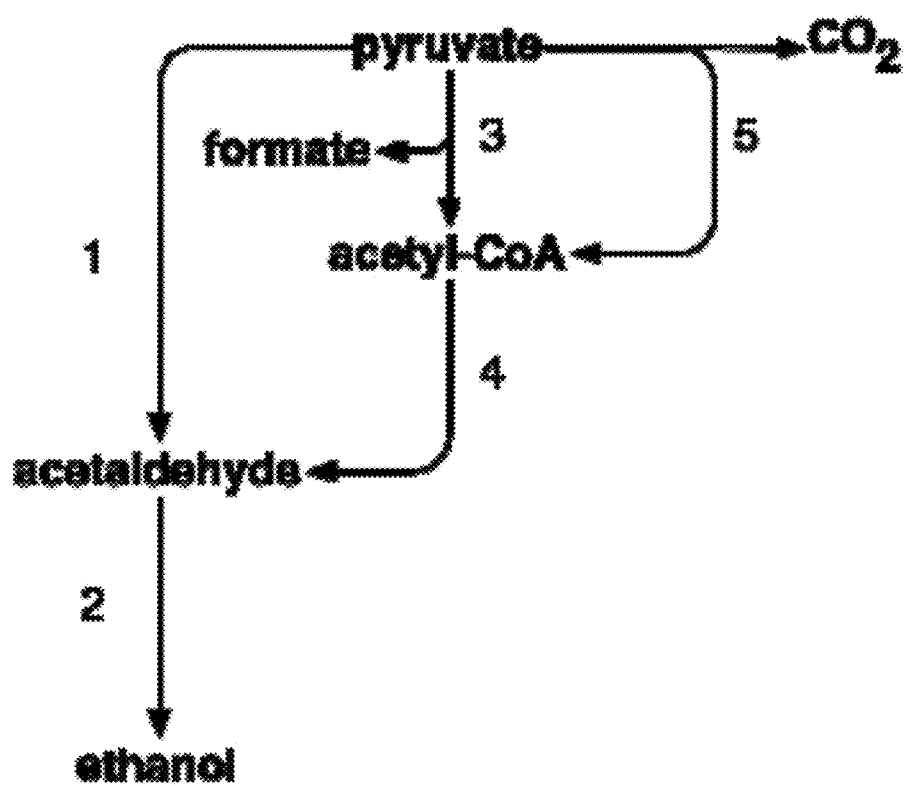 pyruvate
CO2
formate
3
5
1
acetyl-CoA
4
acetaldehyde
2
ethanol